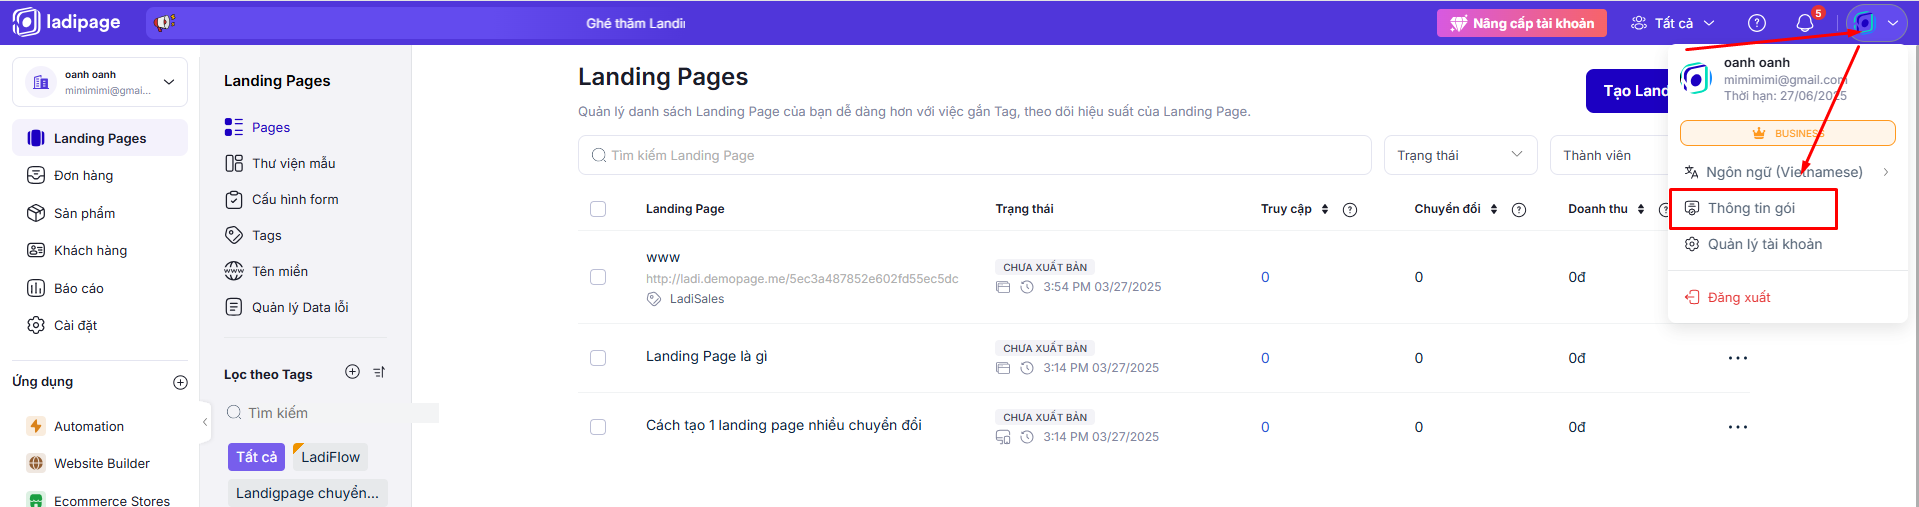 ladipage
Ghé thăm Landin
Nâng cấp tài khoản
Tất cả
5
oanh oanh
mimimimi@gmai...
Landing Pages
Đơn hàng
Sản phẩm
Khách hàng
Báo cáo
Cài đặt
Ứng dụng
Automation
Website Builder
Ecommerce Stores
Landing Pages
Pages
Thư viện mẫu
Cấu hình form
Tags
Tên miền
Quản lý Data lỗi
Lọc theo Tags
Tìm kiếm
Tất cả
LadiFlow
Landigpage chuyển...
Landing Pages
Quản lý danh sách Landing Page của bạn dễ dàng hơn với việc gắn Tag, theo dõi hiệu suất của Landing Page.
Tạo Land
Tìm kiếm Landing Page
Trạng thái
Thành viên
Landing Page
Trạng thái
Truy cập
Chuyển đổi
Doanh thu
www
http://ladi.demopage.me/5ec3a487852e602fd55ec5dc
LadiSales
CHƯA XUẤT BẢN
3:54 PM 03/27/2025
0
0
0đ
Landing Page là gì
CHƯA XUẤT BẢN
3:14 PM 03/27/2025
0
0
0đ
Cách tạo 1 landing page nhiều chuyển đổi
CHƯA XUẤT BẢN
3:14 PM 03/27/2025
0
0
0đ
oanh oanh
mimimimi@gmail.com
Thời hạn: 27/06/2025
BUSINESS
Ngôn ngữ (Vietnamese)
Thông tin gói
Quản lý tài khoản
Đăng xuất